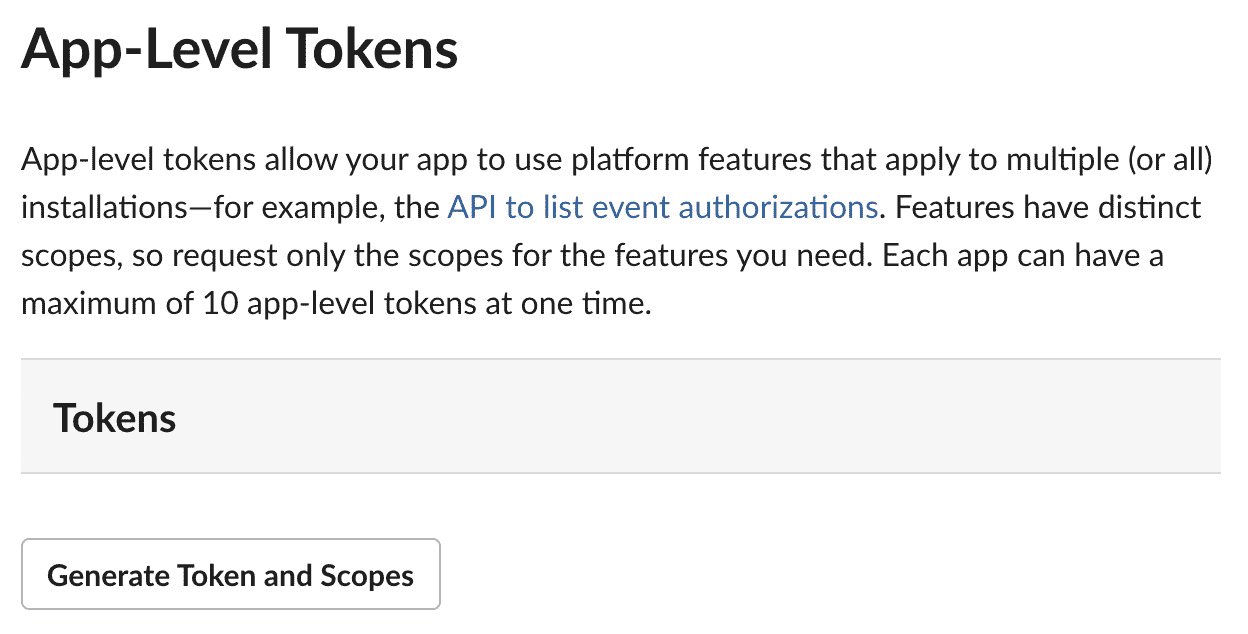 App-Level Tokens
App-level tokens allow your app to use platform features that apply to multiple (or all)
installations—for example, the API to list event authorizations. Features have distinct
scopes, so request only the scopes for the features you need. Each app can have a
maximum of 10 app-level tokens at one time.
Tokens
Generate Token and Scopes